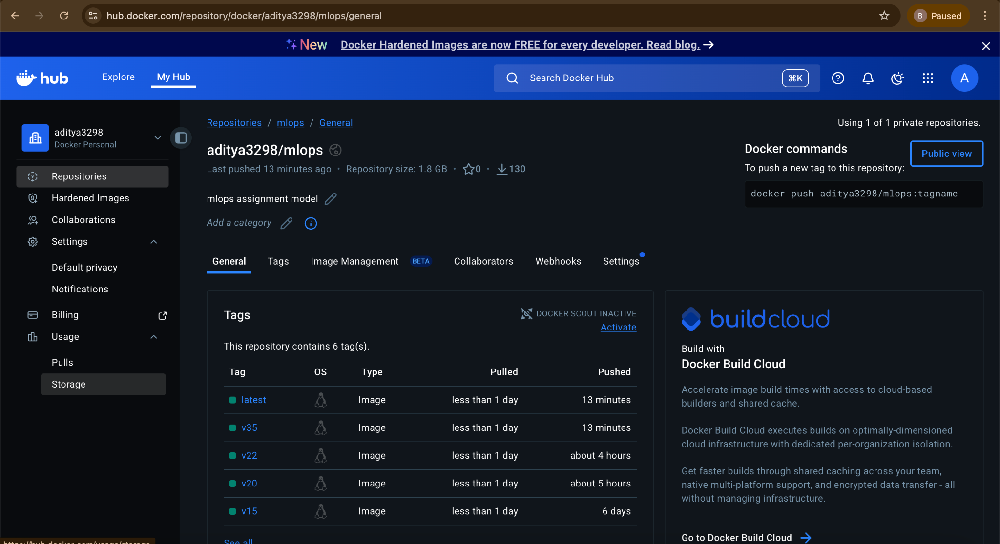 hub.docker.com/repository/docker/aditya3298/mlops/general
B Paused
New Docker Hardened Images are now FREE for every developer. Read blog.
hub
Explore
My Hub
Search Docker Hub
⌘K
A
aditya3298
Docker Personal
Repositories
Hardened Images
Collaborations
Settings
Default privacy
Notifications
Billing
Usage
Pulls
Storage
Repositories / mlops / General
Using 1 of 1 private repositories.
aditya3298/mlops
Last pushed 13 minutes ago · Repository size: 1.8 GB · 0 · 130
mlops assignment model
Add a category
Docker commands
Public view
To push a new tag to this repository:
docker push aditya3298/mlops:tagname
General
Tags
Image Management BETA
Collaborators
Webhooks
Settings
Tags
DOCKER SCOUT INACTIVE
Activate
This repository contains 6 tag(s).
Tag OS Type Pulled Pushed
latest Image less than 1 day 13 minutes
v35 Image less than 1 day 13 minutes
v22 Image less than 1 day about 4 hours
v20 Image less than 1 day about 5 hours
v15 Image less than 1 day 6 days
See all
buildcloud
Build with
Docker Build Cloud
Accelerate image build times with access to cloud-based
builders and shared cache.
Docker Build Cloud executes builds on optimally-dimensioned
cloud infrastructure with dedicated per-organization isolation.
Get faster builds through shared caching across your team,
native multi-platform support, and encrypted data transfer - all
without managing infrastructure.
Go to Docker Build Cloud
https://hub.docker.com/usage/storage